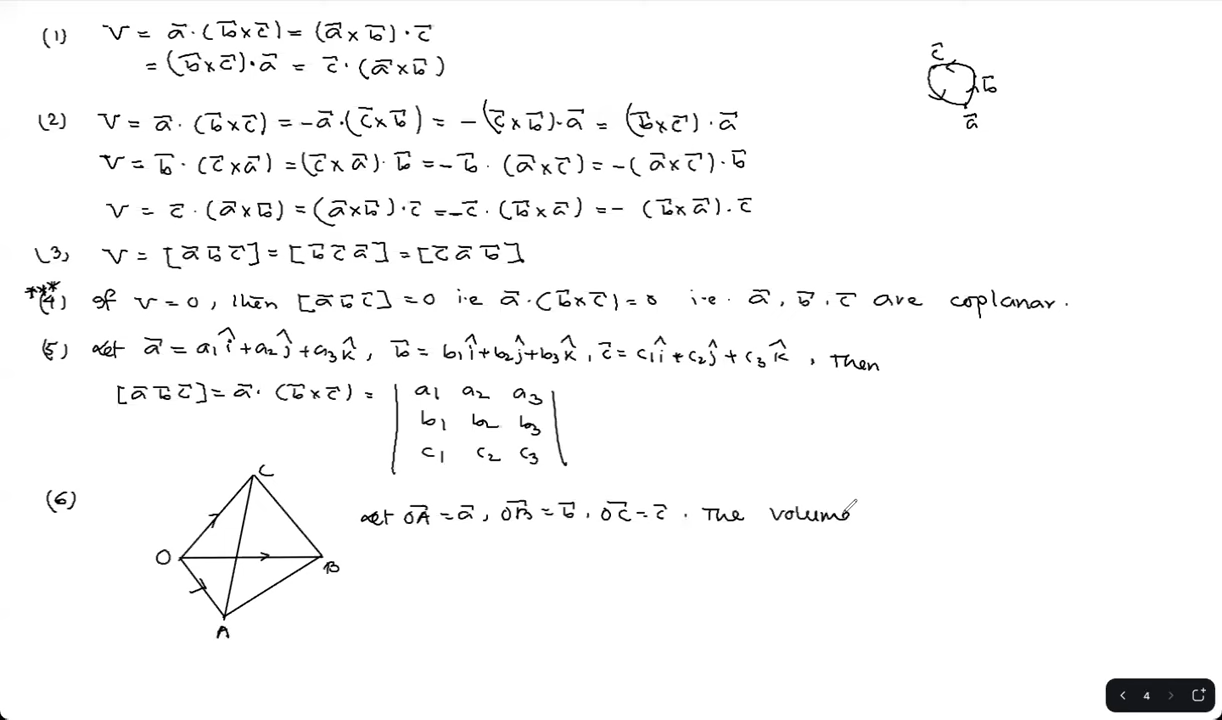 (1) V = a⃗ · (b⃗ × c⃗) = (a⃗ × b⃗) · c⃗
= (b⃗ × c⃗) · a⃗ = c⃗ · (a⃗ × b⃗)
c⃗
b⃗
a⃗
(2) V = a⃗ · (b⃗ × c⃗) = -a⃗ · (c⃗ × b⃗) = -(c⃗ × b⃗) · a⃗ = (b⃗ × c⃗) · a⃗
V = b⃗ · (c⃗ × a⃗) = (c⃗ × a⃗) · b⃗ = -b⃗ · (a⃗ × c⃗) = -(a⃗ × c⃗) · b⃗
V = c⃗ · (a⃗ × b⃗) = (a⃗ × b⃗) · c⃗ = -c⃗ · (b⃗ × a⃗) = -(b⃗ × a⃗) · c⃗
(3) V = [a⃗ b⃗ c⃗] = [b⃗ c⃗ a⃗] = [c⃗ a⃗ b⃗].
***(4) If V = 0, then [a⃗ b⃗ c⃗] = 0 i.e a⃗ · (b⃗ × c⃗) = 0 i.e. a⃗, b⃗, c⃗ are coplanar.
(5) Let a⃗ = a₁î + a₂ĵ + a₃k̂, b⃗ = b₁î + b₂ĵ + b₃k̂, c⃗ = c₁î + c₂ĵ + c₃k̂, Then
[a⃗ b⃗ c⃗] = a⃗ · (b⃗ × c⃗) = | a₁ a₂ a₃ |
| b₁ b₂ b₃ |
| c₁ c₂ c₃ |
C
(6) Let OA⃗ = a⃗, OB⃗ = b⃗, OC⃗ = c⃗. The volume
O
B
A
4